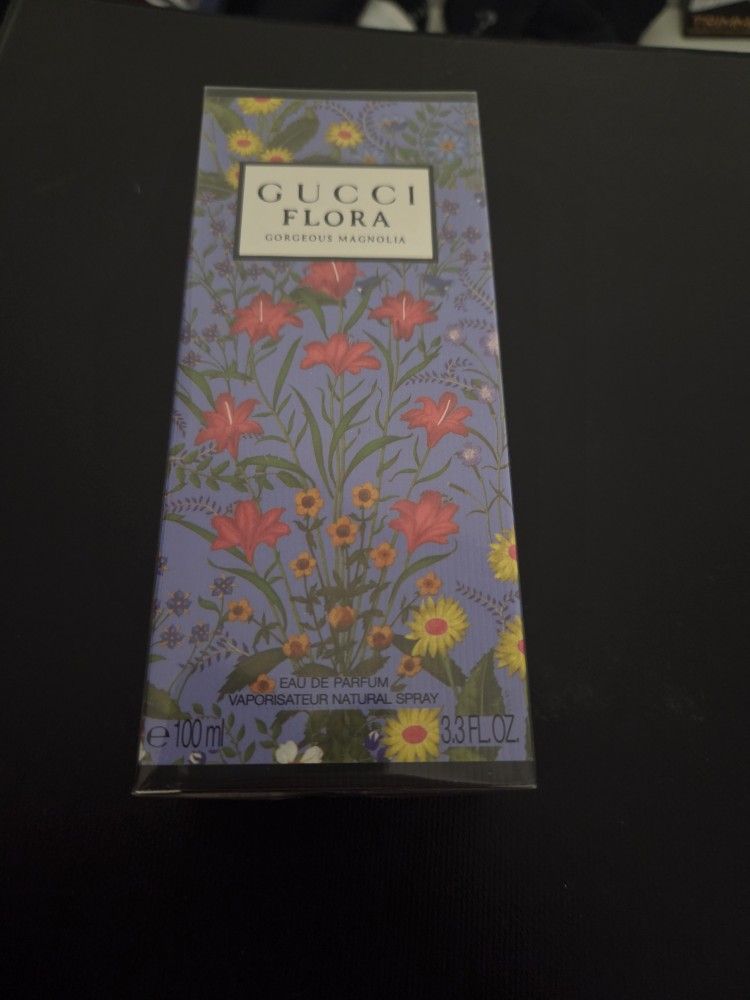 GUCCI
FLORA
GORGEOUS MAGNOLIA
EAU DE PARFUM
VAPORISATEUR NATURAL SPRAY
℮ 100 ml 3.3 FL.OZ.